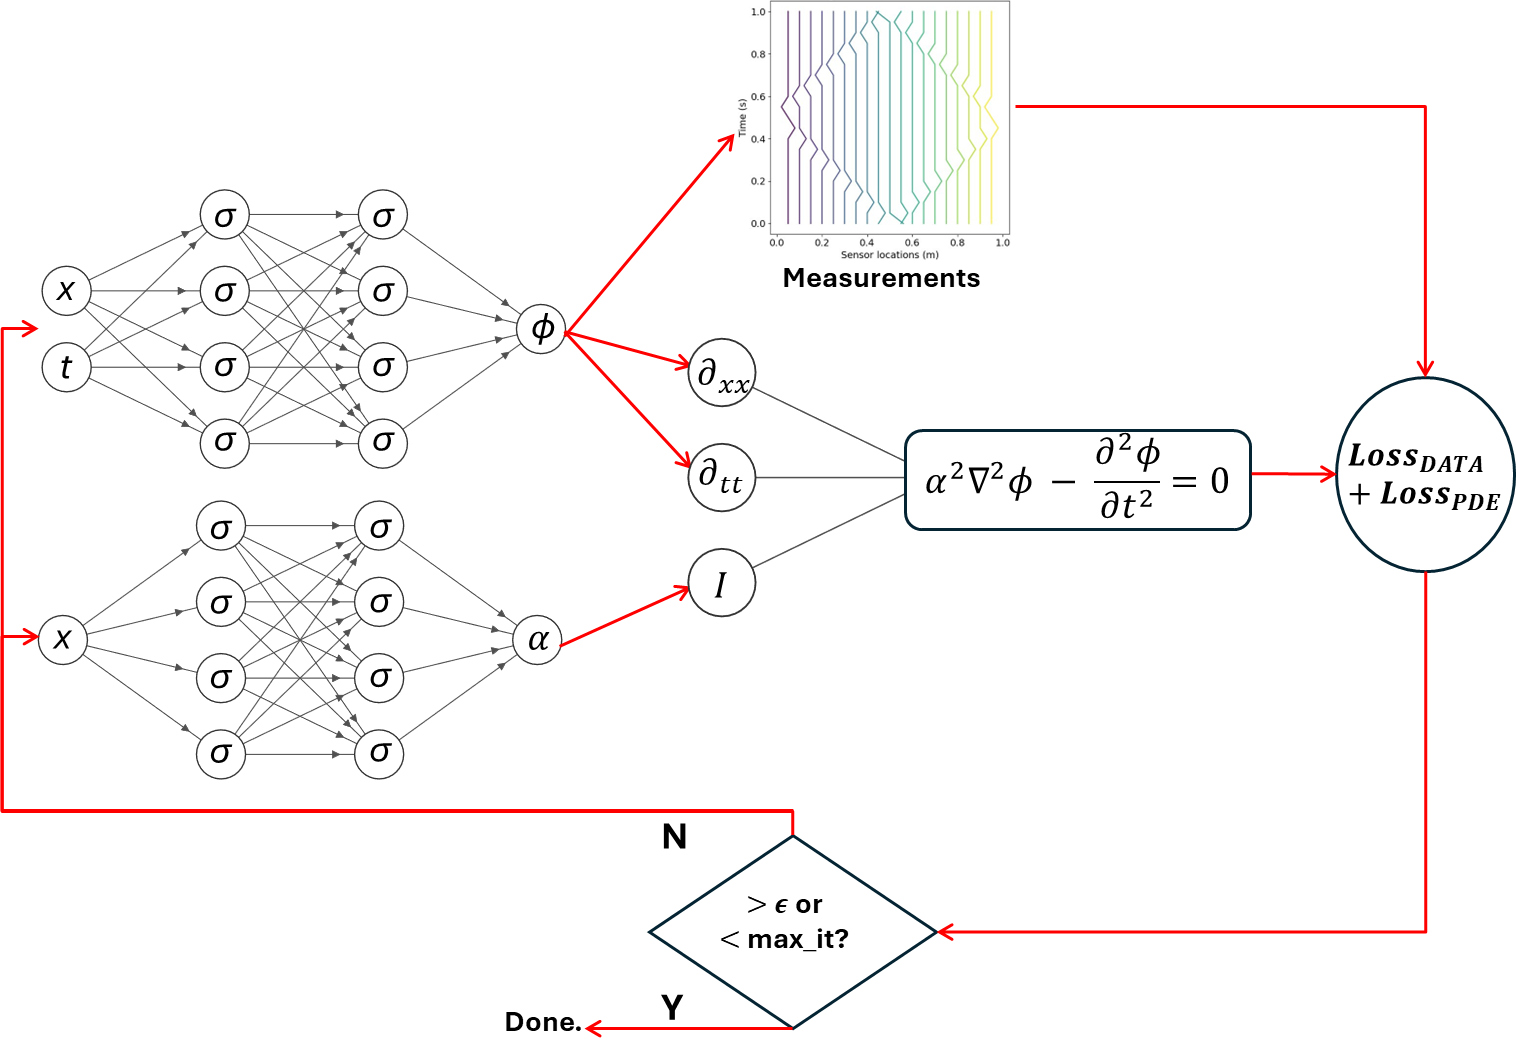 1.0
0.8
0.6
0.4
0.2
0.0
Time (s)
0.0 0.2 0.4 0.6 0.8 1.0
Sensor locations (m)
Measurements
x
t
σ σ
σ σ
σ σ
σ σ
ϕ
∂xx
∂tt
I
α²∇²ϕ − ∂²ϕ/∂t² = 0
Loss_DATA
+ Loss_PDE
x
σ σ
σ σ
σ σ
σ σ
α
N
> ϵ or
< max_it?
Y
Done.